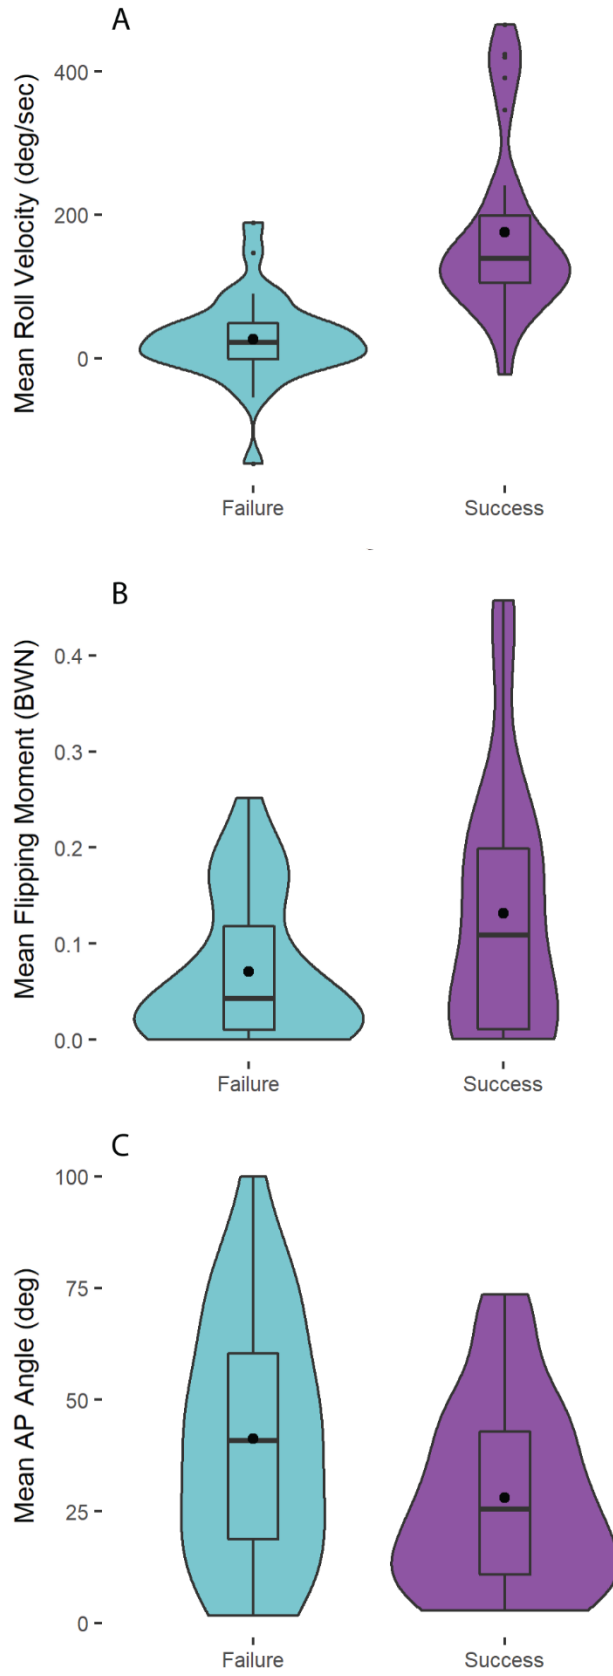 A
Mean Roll Velocity (deg/sec)
400
200
0
Failure
Success
B
Mean Flipping Moment (BWN)
0.4
0.3
0.2
0.1
0.0
Failure
Success
C
Mean AP Angle (deg)
100
75
50
25
0
Failure
Success